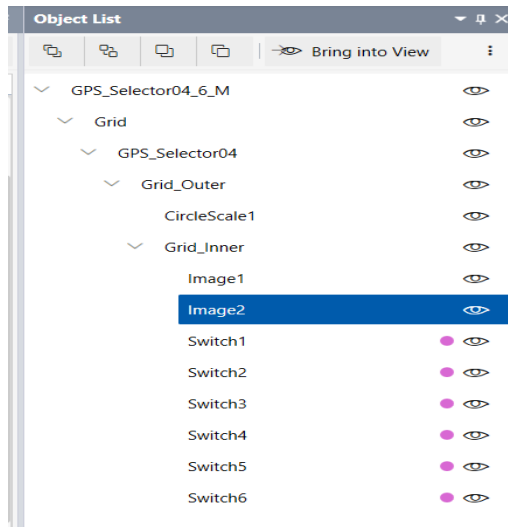 Object List
Bring into View
GPS_Selector04_6_M
Grid
GPS_Selector04
Grid_Outer
CircleScale1
Grid_Inner
Image1
Image2
Switch1
Switch2
Switch3
Switch4
Switch5
Switch6